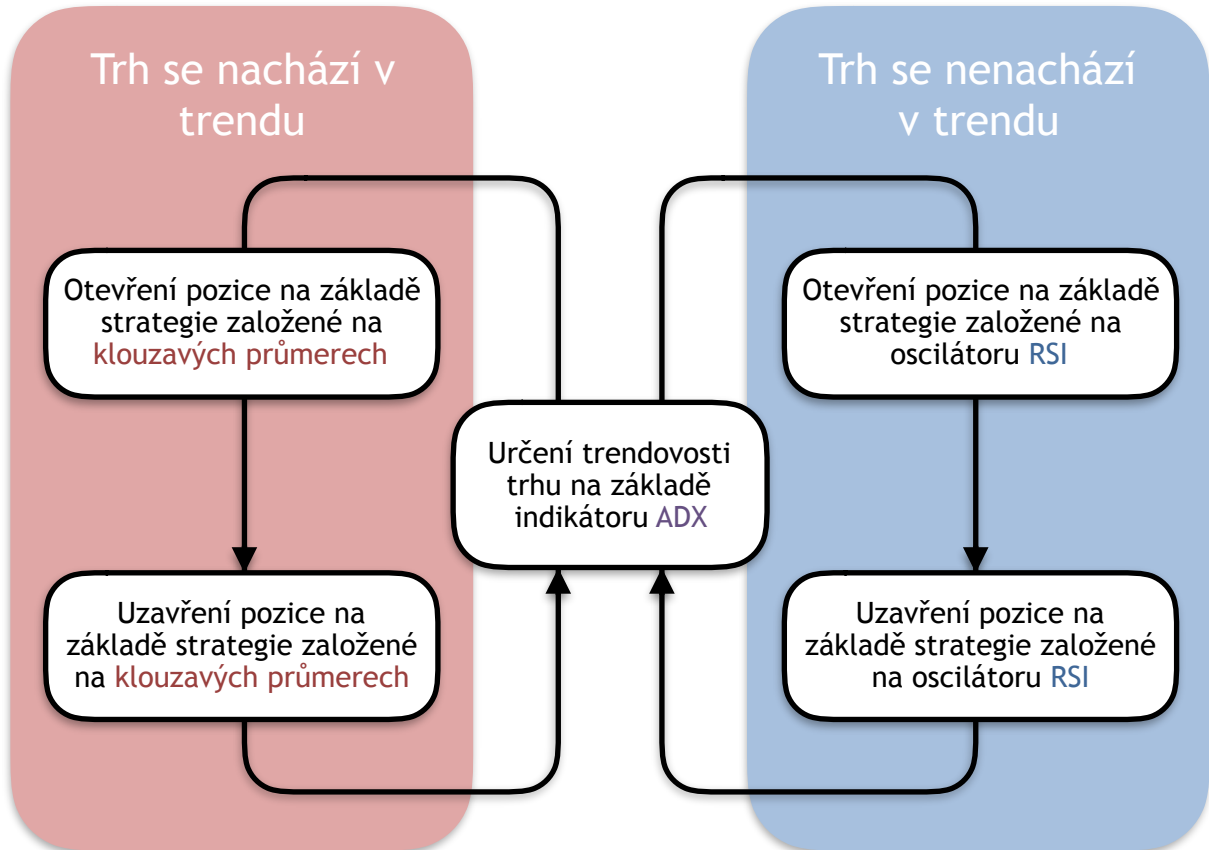 Trh se nachází v
trendu
Otevření pozice na základě
strategie založené na
klouzavých průmerech
Uzavření pozice na
základě strategie založené
na klouzavých průmerech
Určení trendovosti
trhu na základě
indikátoru ADX
Trh se nenachází
v trendu
Otevření pozice na základě
strategie založené na
oscilátoru RSI
Uzavření pozice na
základě strategie založené
na oscilátoru RSI